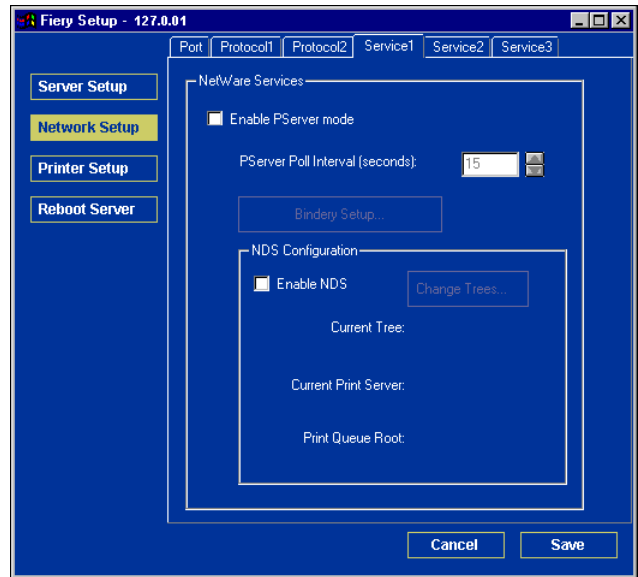 Fiery Setup - 127.0.01
Port Protocol1 Protocol2 Service1 Service2 Service3
Server Setup
Network Setup
Printer Setup
Reboot Server
NetWare Services
Enable PServer mode
PServer Poll Interval (seconds): 15
Bindery Setup...
NDS Configuration
Enable NDS Change Trees...
Current Tree:
Current Print Server:
Print Queue Root:
Cancel Save